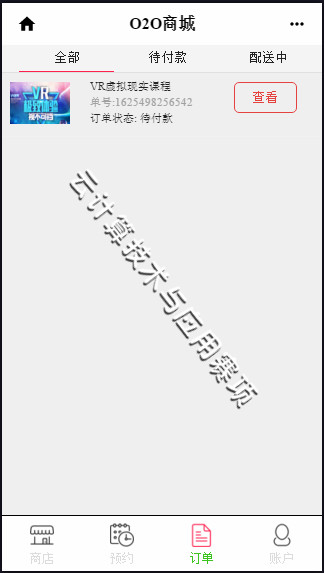 O2O商城
全部 待付款 配送中
VR虚拟现实课程
单号:1625498256542
订单状态: 待付款
查看
VR
云计算技术与应用赛项
商店 预约 订单 账户